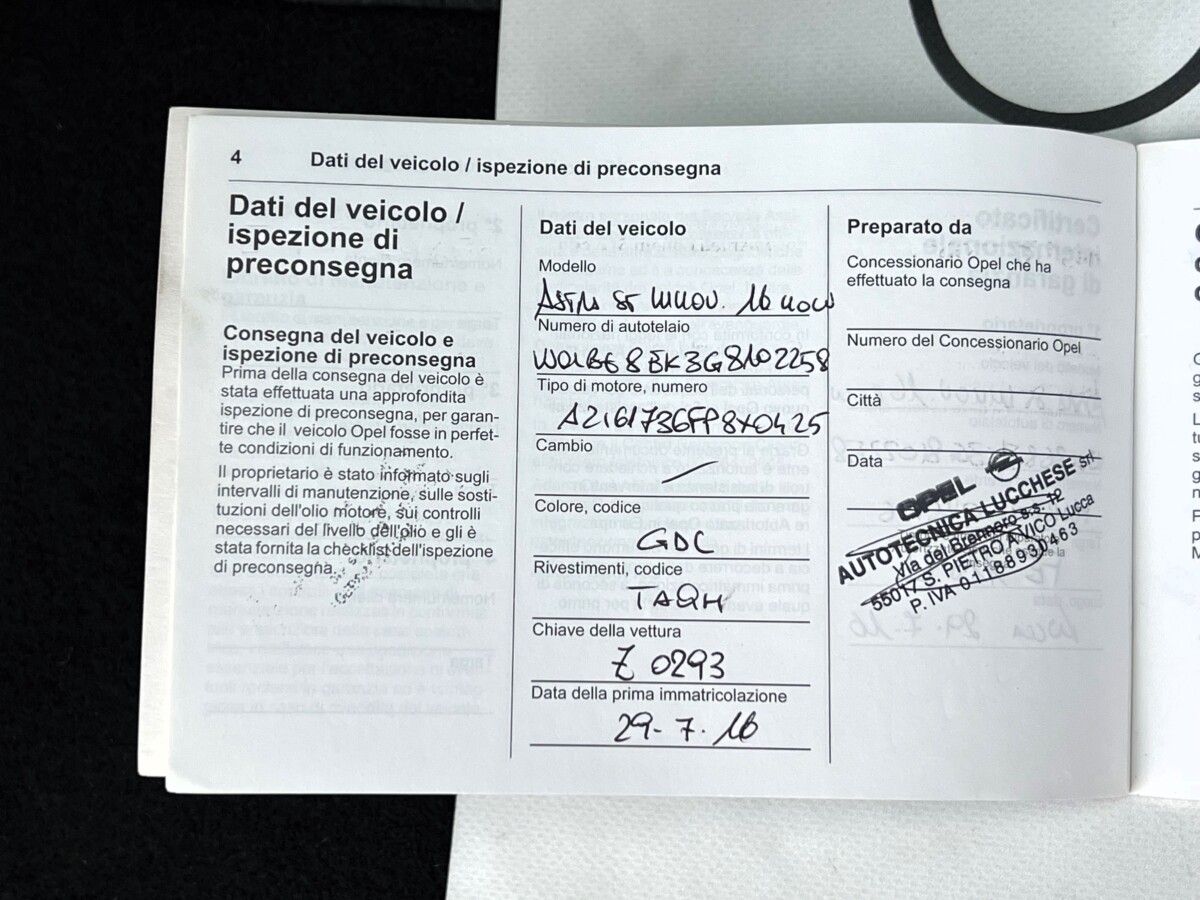 4 Dati del veicolo / ispezione di preconsegna
Dati del veicolo /
ispezione di
preconsegna
Consegna del veicolo e
ispezione di preconsegna
Prima della consegna del veicolo è
stata effettuata una approfondita
ispezione di preconsegna, per garan-
tire che il veicolo Opel fosse in perfet-
te condizioni di funzionamento.
Il proprietario è stato informato sugli
intervalli di manutenzione, sulle sosti-
tuzioni dell'olio motore, sui controlli
necessari del livello dell'olio e gli è
stata fornita la checklist dell'ispezione
di preconsegna.
Dati del veicolo
Modello
ASTRA ST INNOV. 16
Numero di autotelaio
W0LBE8EK3G8102258
Tipo di motore, numero
A216173GFP8X0425
Cambio
Colore, codice
GDC
Rivestimenti, codice
TAQH
Chiave della vettura
Z 0293
Data della prima immatricolazione
29-7.16
Preparato da
Concessionario Opel che ha
effettuato la consegna
Numero del Concessionario Opel
Città
Data
OPEL
AUTOTECNICA LUCCHESE srl
Via del Brennero s.s. 12
55017 S. PIETRO A VICO Lucca
P. IVA 01168930463